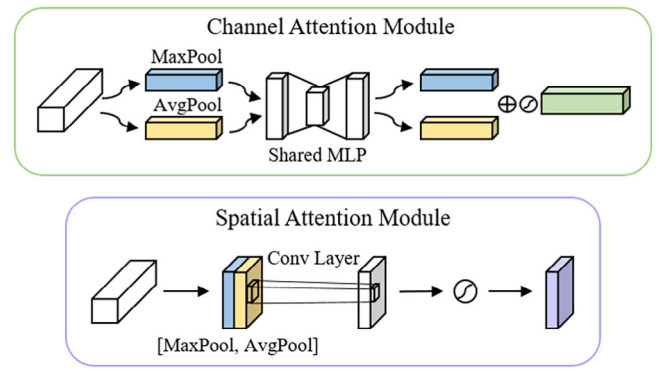 Channel Attention Module
MaxPool
AvgPool
Shared MLP
Spatial Attention Module
Conv Layer
[MaxPool, AvgPool]